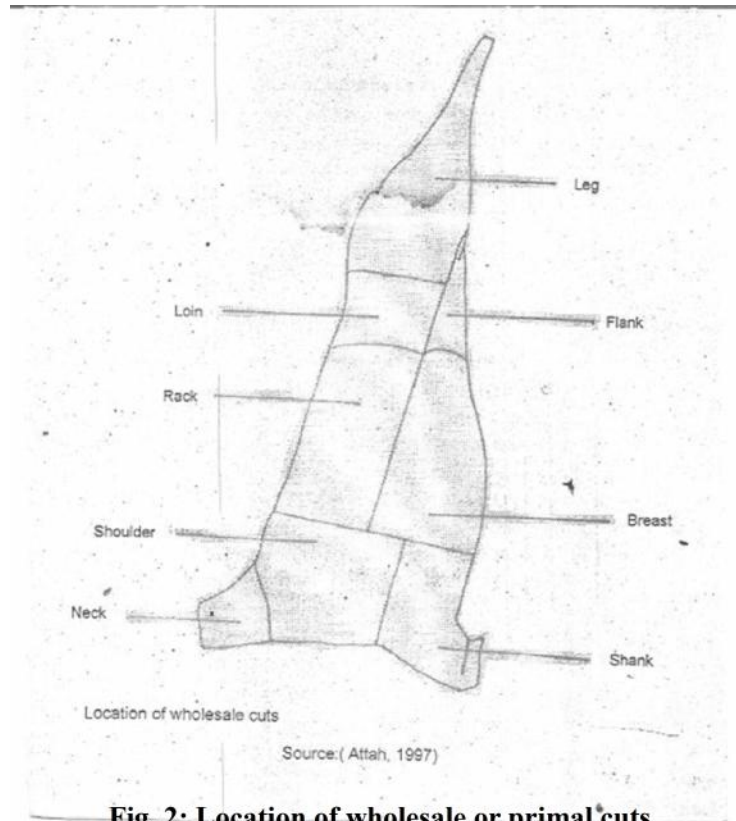 Leg
Loin
Flank
Rack
Shoulder
Breast
Neck
Shank
Location of wholesale cuts
Source:( Attah, 1997)
Fig. 2: Location of wholesale or primal cuts